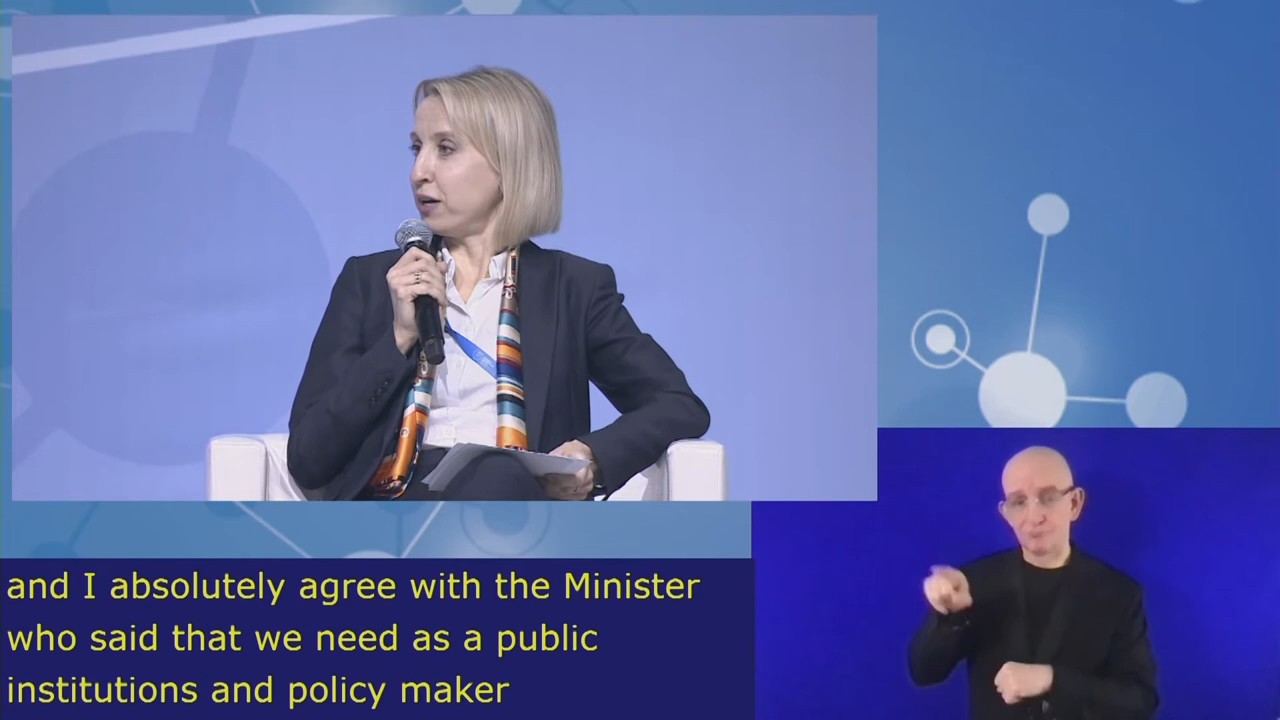 and I absolutely agree with the Minister
who said that we need as a public
institutions and policy maker